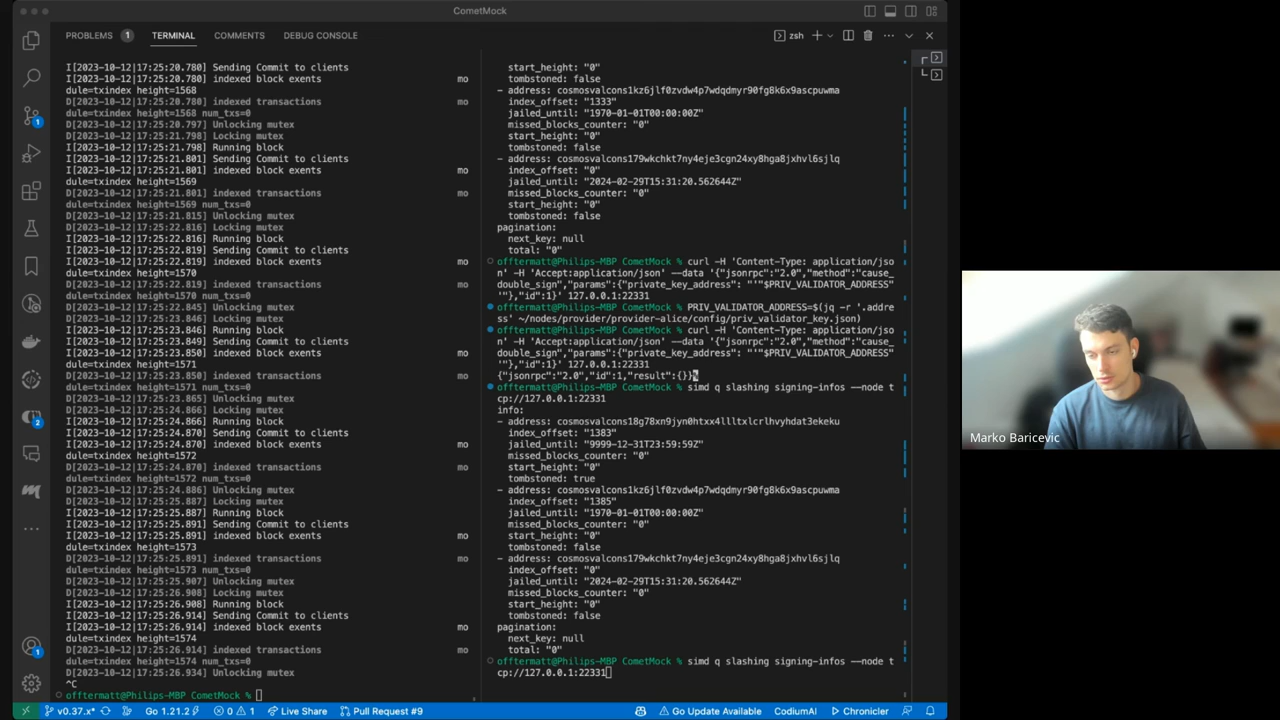 CometMock
PROBLEMS 1 TERMINAL COMMENTS DEBUG CONSOLE zsh
I[2023-10-12|17:25:20.780] Sending Commit to clients
I[2023-10-12|17:25:20.780] indexed block exents mo
dule=txindex height=1568
D[2023-10-12|17:25:20.780] indexed transactions mo
dule=txindex height=1568 num_txs=0
D[2023-10-12|17:25:20.797] Unlocking mutex
D[2023-10-12|17:25:21.798] Locking mutex
I[2023-10-12|17:25:21.798] Running block
I[2023-10-12|17:25:21.801] Sending Commit to clients
I[2023-10-12|17:25:21.801] indexed block exents mo
dule=txindex height=1569
D[2023-10-12|17:25:21.801] indexed transactions mo
dule=txindex height=1569 num_txs=0
D[2023-10-12|17:25:21.815] Unlocking mutex
D[2023-10-12|17:25:22.816] Locking mutex
I[2023-10-12|17:25:22.816] Running block
I[2023-10-12|17:25:22.819] Sending Commit to clients
I[2023-10-12|17:25:22.819] indexed block exents mo
dule=txindex height=1570
D[2023-10-12|17:25:22.819] indexed transactions mo
dule=txindex height=1570 num_txs=0
D[2023-10-12|17:25:22.845] Unlocking mutex
D[2023-10-12|17:25:23.846] Locking mutex
I[2023-10-12|17:25:23.846] Running block
I[2023-10-12|17:25:23.849] Sending Commit to clients
I[2023-10-12|17:25:23.850] indexed block exents mo
dule=txindex height=1571
D[2023-10-12|17:25:23.850] indexed transactions mo
dule=txindex height=1571 num_txs=0
D[2023-10-12|17:25:23.865] Unlocking mutex
D[2023-10-12|17:25:24.866] Locking mutex
I[2023-10-12|17:25:24.866] Running block
I[2023-10-12|17:25:24.870] Sending Commit to clients
I[2023-10-12|17:25:24.870] indexed block exents mo
dule=txindex height=1572
D[2023-10-12|17:25:24.870] indexed transactions mo
dule=txindex height=1572 num_txs=0
D[2023-10-12|17:25:24.886] Unlocking mutex
D[2023-10-12|17:25:25.887] Locking mutex
I[2023-10-12|17:25:25.887] Running block
I[2023-10-12|17:25:25.891] Sending Commit to clients
I[2023-10-12|17:25:25.891] indexed block exents mo
dule=txindex height=1573
D[2023-10-12|17:25:25.891] indexed transactions mo
dule=txindex height=1573 num_txs=0
D[2023-10-12|17:25:25.907] Unlocking mutex
D[2023-10-12|17:25:26.908] Locking mutex
I[2023-10-12|17:25:26.908] Running block
I[2023-10-12|17:25:26.914] Sending Commit to clients
I[2023-10-12|17:25:26.914] indexed block exents mo
dule=txindex height=1574
D[2023-10-12|17:25:26.914] indexed transactions mo
dule=txindex height=1574 num_txs=0
D[2023-10-12|17:25:26.934] Unlocking mutex
^C
offtermatt@Philips-MBP CometMock %
start_height: "0"
tombstoned: false
- address: cosmosvalcons1kz6jlf0zvdw4p7wdqdmyr90fg8k6x9ascpuwma
index_offset: "1333"
jailed_until: "1970-01-01T00:00:00Z"
missed_blocks_counter: "0"
start_height: "0"
tombstoned: false
- address: cosmosvalcons179wkchkt7ny4eje3cgn24xy8hga8jxhvl6sjlq
index_offset: "0"
jailed_until: "2024-02-29T15:31:20.562644Z"
missed_blocks_counter: "0"
start_height: "0"
tombstoned: false
pagination:
next_key: null
total: "0"
offtermatt@Philips-MBP CometMock % curl -H 'Content-Type: application/jso
n' -H 'Accept:application/json' --data '{"jsonrpc":"2.0","method":"cause_
double_sign","params":{"private_key_address": "'"$PRIV_VALIDATOR_ADDRESS"
'"},"id":1}' 127.0.0.1:22331
offtermatt@Philips-MBP CometMock % PRIV_VALIDATOR_ADDRESS=$(jq -r '.addre
ss' ~/nodes/provider/provider-alice/config/priv_validator_key.json)
offtermatt@Philips-MBP CometMock % curl -H 'Content-Type: application/jso
n' -H 'Accept:application/json' --data '{"jsonrpc":"2.0","method":"cause_
double_sign","params":{"private_key_address": "'"$PRIV_VALIDATOR_ADDRESS"
'"},"id":1}' 127.0.0.1:22331
{"jsonrpc":"2.0","id":1,"result":{}}%
offtermatt@Philips-MBP CometMock % simd q slashing signing-infos --node t
cp://127.0.0.1:22331
info:
- address: cosmosvalcons18g78xn9jyn0htxx4llltxlcrlhvyhdat3ekeku
index_offset: "1383"
jailed_until: "9999-12-31T23:59:59Z"
missed_blocks_counter: "0"
start_height: "0"
tombstoned: true
- address: cosmosvalcons1kz6jlf0zvdw4p7wdqdmyr90fg8k6x9ascpuwma
index_offset: "1385"
jailed_until: "1970-01-01T00:00:00Z"
missed_blocks_counter: "0"
start_height: "0"
tombstoned: false
- address: cosmosvalcons179wkchkt7ny4eje3cgn24xy8hga8jxhvl6sjlq
index_offset: "0"
jailed_until: "2024-02-29T15:31:20.562644Z"
missed_blocks_counter: "0"
start_height: "0"
tombstoned: false
pagination:
next_key: null
total: "0"
offtermatt@Philips-MBP CometMock % simd q slashing signing-infos --node t
cp://127.0.0.1:22331
Marko Baricevic
1
2
1
v0.37.x* Go 1.21.2 0 1 Live Share Pull Request #9 Go Update Available CodiumAI Chronicler